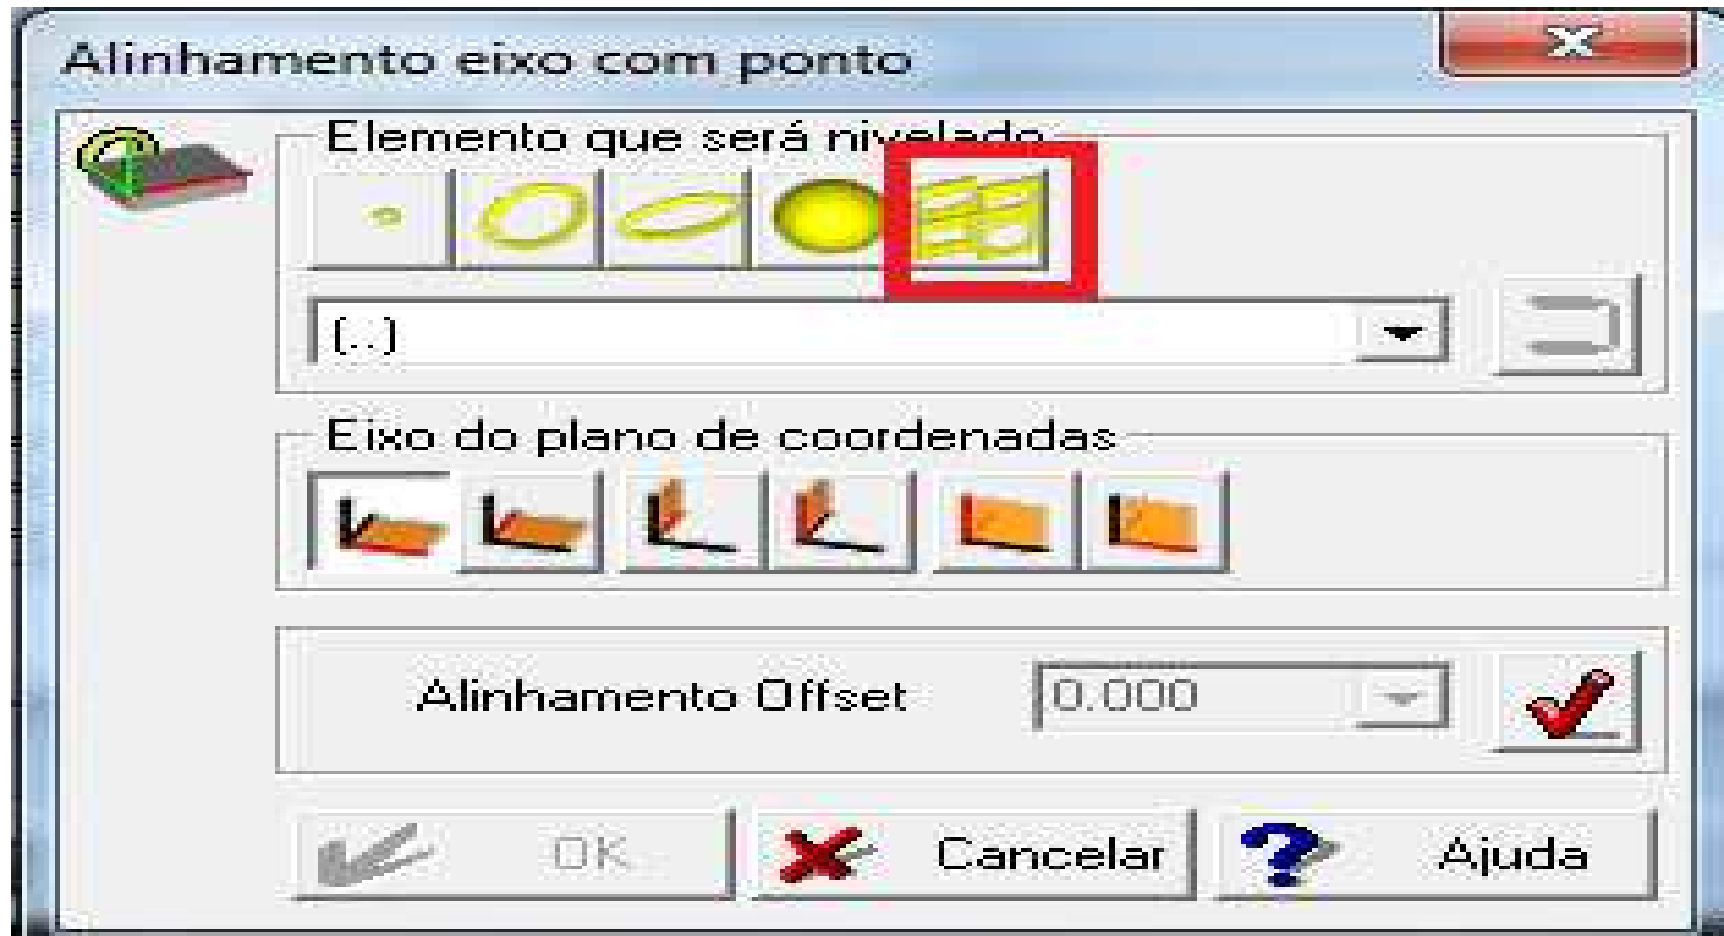 Alinhamento eixo com ponto
Elemento que será nivelado
(..)
Eixo do plano de coordenadas
Alinhamento Offset 0.000
OK Cancelar Ajuda